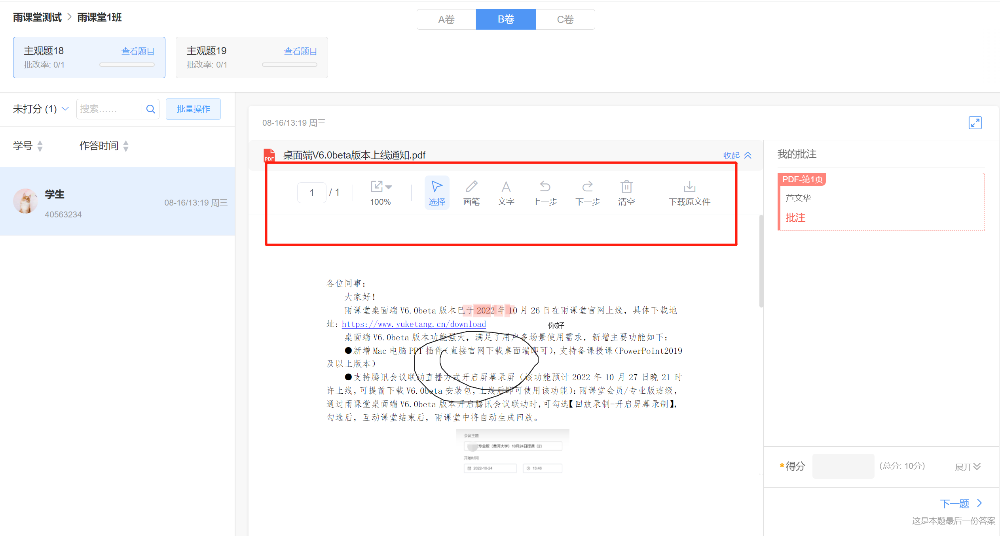 雨课堂测试 > 雨课堂1班
A卷 B卷 C卷
主观题18 查看题目
批改率: 0/1
主观题19 查看题目
批改率: 0/1
未打分 (1) 搜索…… 批量操作
学号 作答时间
学生
08-16/13:19 周三
40563234
08-16/13:19 周三
PDF 桌面端V6.0beta版本上线通知.pdf 收起
1 / 1
100% 选择 画笔 文字 上一步 下一步 清空 下载原文件
各位同事：
大家好！
雨课堂桌面端 V6.0beta 版本已于 2022 年 10 月 26 日在雨课堂官网上线，具体下载地
址：https://www.yuketang.cn/download
你好
桌面端 V6.0beta 版本功能强大，满足了用户多场景使用需求，新增主要功能如下：
●新增 Mac 电脑 PPT 插件（直接官网下载桌面端即可），支持备课授课（PowerPoint2019
及以上版本）
●支持腾讯会议联动直播方式开启屏幕录屏（该功能预计 2022 年 10 月 27 日晚 21 时
许上线，可提前下载 V6.0beta 安装包，上线后即可使用该功能）：雨课堂会员/专业版班级，
通过雨课堂桌面端 V6.0beta 版本开启腾讯会议联动时，可勾选【回放录制-开启屏幕录制】，
勾选后，互动课堂结束后，雨课堂中将自动生成回放。
会议主题
专业版（黄河大学）10月24日授课（2）
开始时间
2022-10-24 13:46
我的批注
PDF-第1页
芦文华
批注
*得分 (总分: 10分) 展开
下一题 >
这是本题最后一份答案